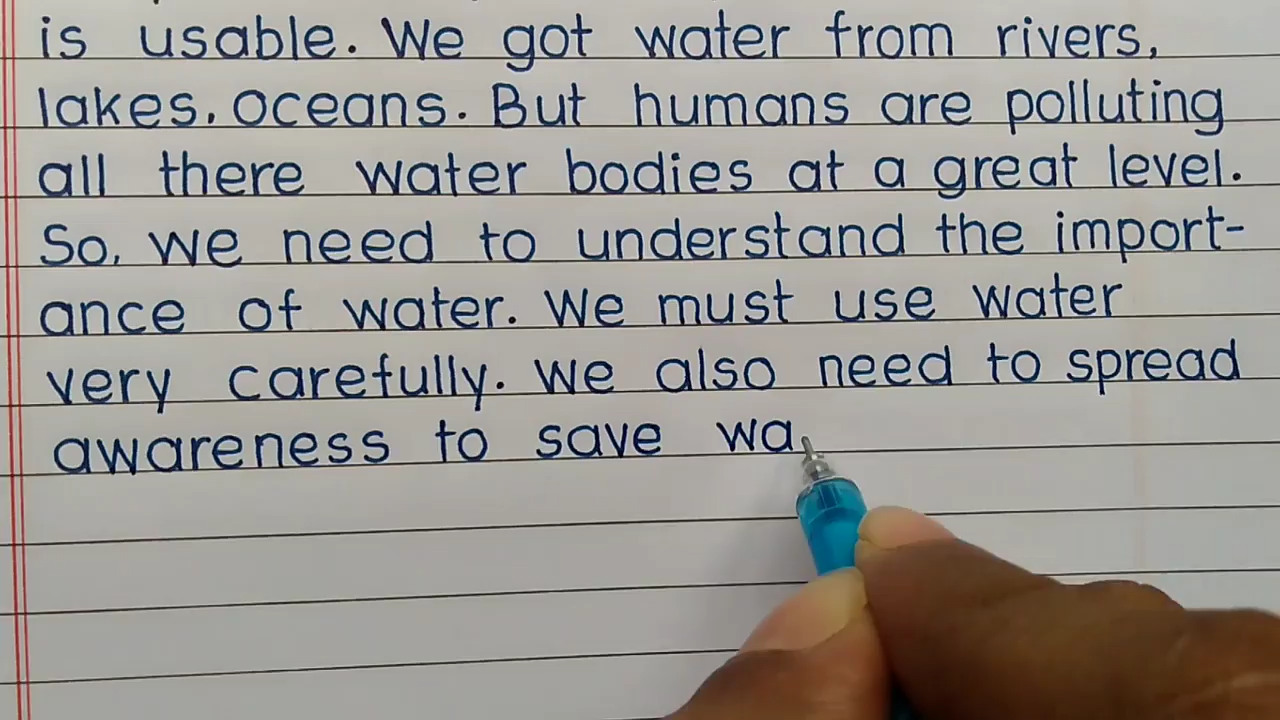 is usable. We got water from rivers,
lakes, oceans. But humans are polluting
all there water bodies at a great level.
So, we need to understand the import-
ance of water. We must use water
very carefully. We also need to spread
awareness to save wa